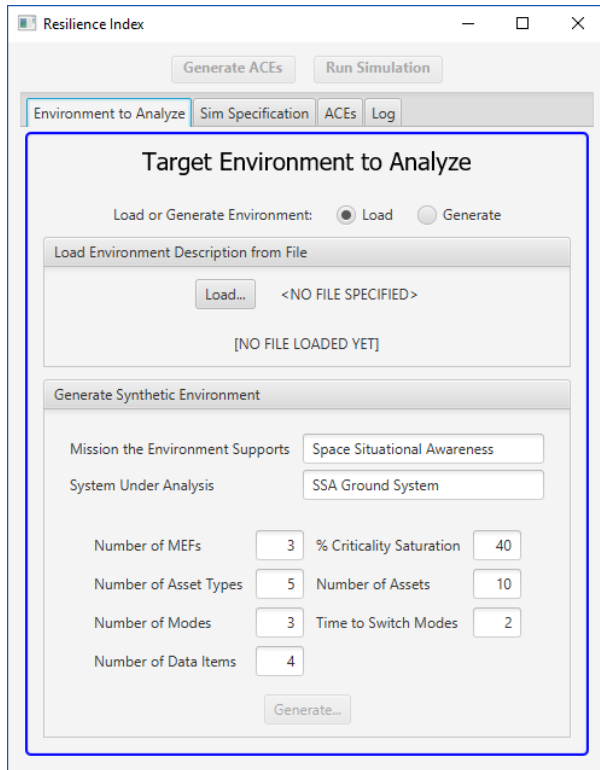 Resilience Index
Generate ACEs Run Simulation
Environment to Analyze Sim Specification ACEs Log
Target Environment to Analyze
Load or Generate Environment: Load Generate
Load Environment Description from File
Load... <NO FILE SPECIFIED>
[NO FILE LOADED YET]
Generate Synthetic Environment
Mission the Environment Supports Space Situational Awareness
System Under Analysis SSA Ground System
Number of MEFs 3 % Criticality Saturation 40
Number of Asset Types 5 Number of Assets 10
Number of Modes 3 Time to Switch Modes 2
Number of Data Items 4
Generate...